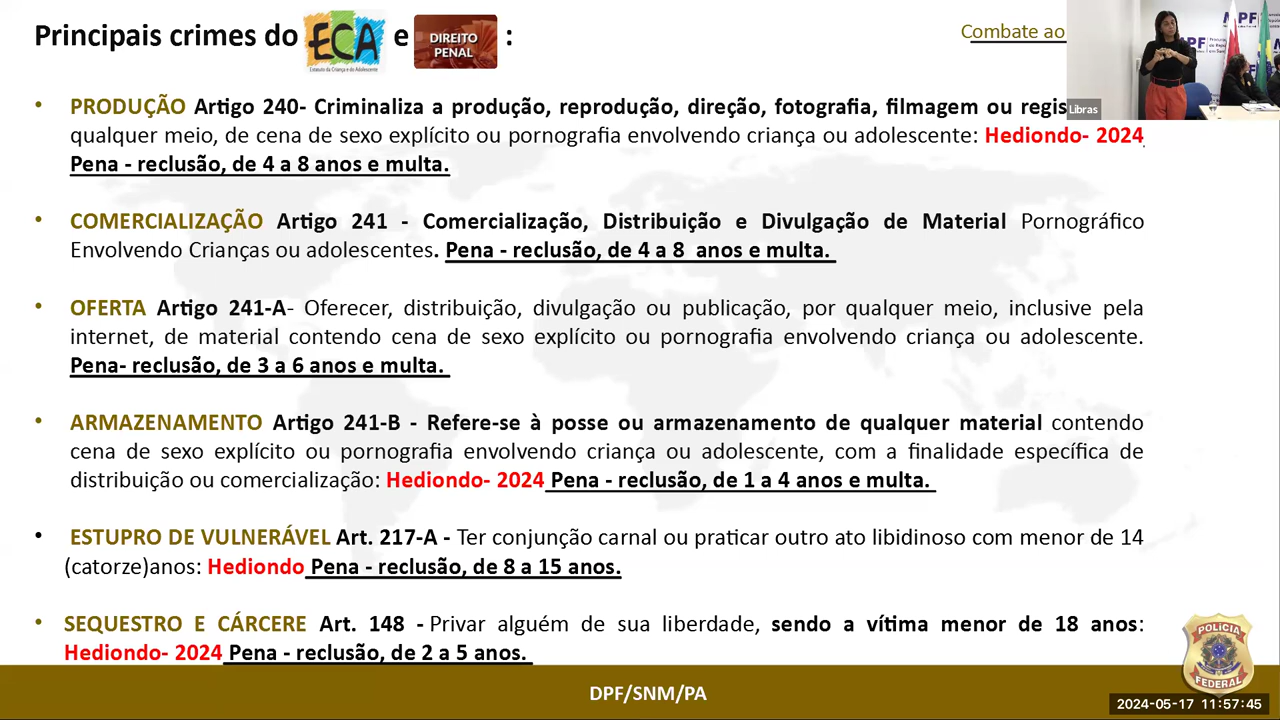 Principais crimes do ECA e DIREITO PENAL :
Estatuto da Criança e do Adolescente
Combate ao
MPF
MPF
Libras
• PRODUÇÃO Artigo 240- Criminaliza a produção, reprodução, direção, fotografia, filmagem ou regis
qualquer meio, de cena de sexo explícito ou pornografia envolvendo criança ou adolescente: Hediondo- 2024
Pena - reclusão, de 4 a 8 anos e multa.
• COMERCIALIZAÇÃO Artigo 241 - Comercialização, Distribuição e Divulgação de Material Pornográfico
Envolvendo Crianças ou adolescentes. Pena - reclusão, de 4 a 8 anos e multa.
• OFERTA Artigo 241-A- Oferecer, distribuição, divulgação ou publicação, por qualquer meio, inclusive pela
internet, de material contendo cena de sexo explícito ou pornografia envolvendo criança ou adolescente.
Pena- reclusão, de 3 a 6 anos e multa.
• ARMAZENAMENTO Artigo 241-B - Refere-se à posse ou armazenamento de qualquer material contendo
cena de sexo explícito ou pornografia envolvendo criança ou adolescente, com a finalidade específica de
distribuição ou comercialização: Hediondo- 2024 Pena - reclusão, de 1 a 4 anos e multa.
• ESTUPRO DE VULNERÁVEL Art. 217-A - Ter conjunção carnal ou praticar outro ato libidinoso com menor de 14
(catorze)anos: Hediondo Pena - reclusão, de 8 a 15 anos.
• SEQUESTRO E CÁRCERE Art. 148 - Privar alguém de sua liberdade, sendo a vítima menor de 18 anos:
Hediondo- 2024 Pena - reclusão, de 2 a 5 anos.
POLÍCIA
FEDERAL
DPF/SNM/PA
2024-05-17 11:57:45